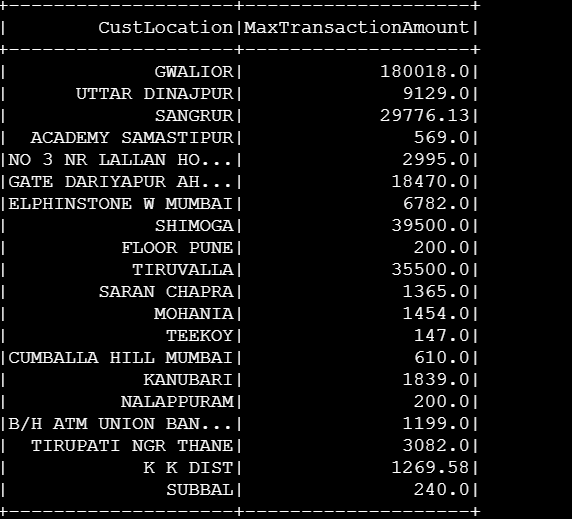 +--------------------+--------------------+
|        CustLocation|MaxTransactionAmount|
+--------------------+--------------------+
|             GWALIOR|            180018.0|
|      UTTAR DINAJPUR|              9129.0|
|             SANGRUR|            29776.13|
|  ACADEMY SAMASTIPUR|               569.0|
|NO 3 NR LALLAN HO...|              2995.0|
|GATE DARIYAPUR AH...|             18470.0|
|ELPHINSTONE W MUMBAI|              6782.0|
|             SHIMOGA|             39500.0|
|          FLOOR PUNE|               200.0|
|           TIRUVALLA|             35500.0|
|        SARAN CHAPRA|              1365.0|
|             MOHANIA|              1454.0|
|              TEEKOY|               147.0|
|CUMBALLA HILL MUMBAI|               610.0|
|            KANUBARI|              1839.0|
|          NALAPPURAM|               200.0|
|B/H ATM UNION BAN...|              1199.0|
|  TIRUPATI NGR THANE|              3082.0|
|            K K DIST|             1269.58|
|              SUBBAL|               240.0|
+--------------------+--------------------+